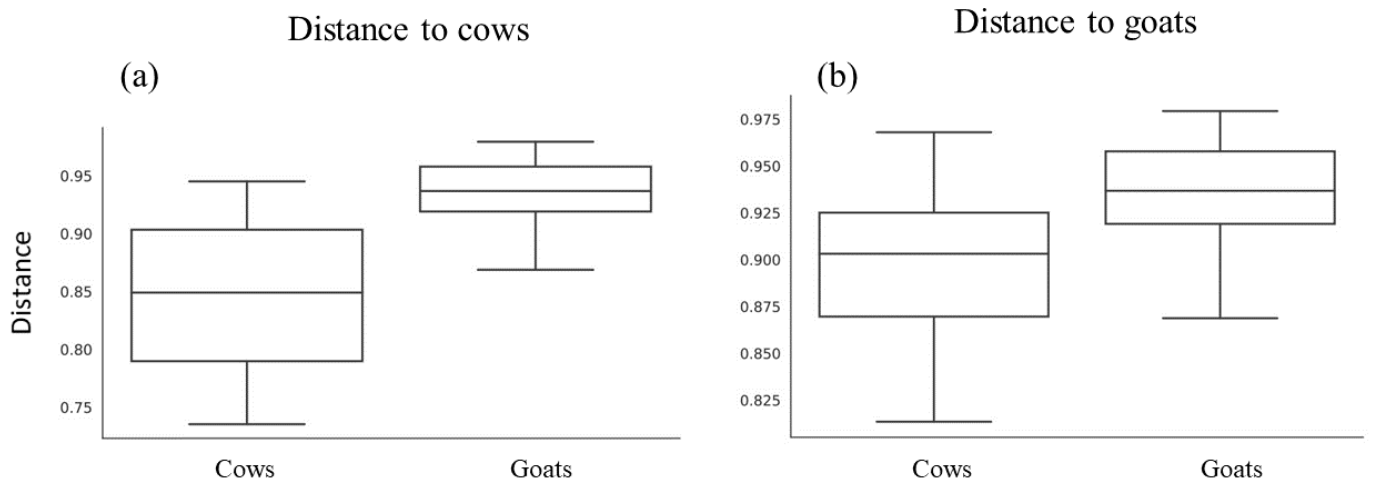 Distance to cows
Distance to goats
(a)
(b)
Distance
0.95
0.90
0.85
0.80
0.75
Cows
Goats
0.975
0.950
0.925
0.900
0.875
0.850
0.825
Cows
Goats